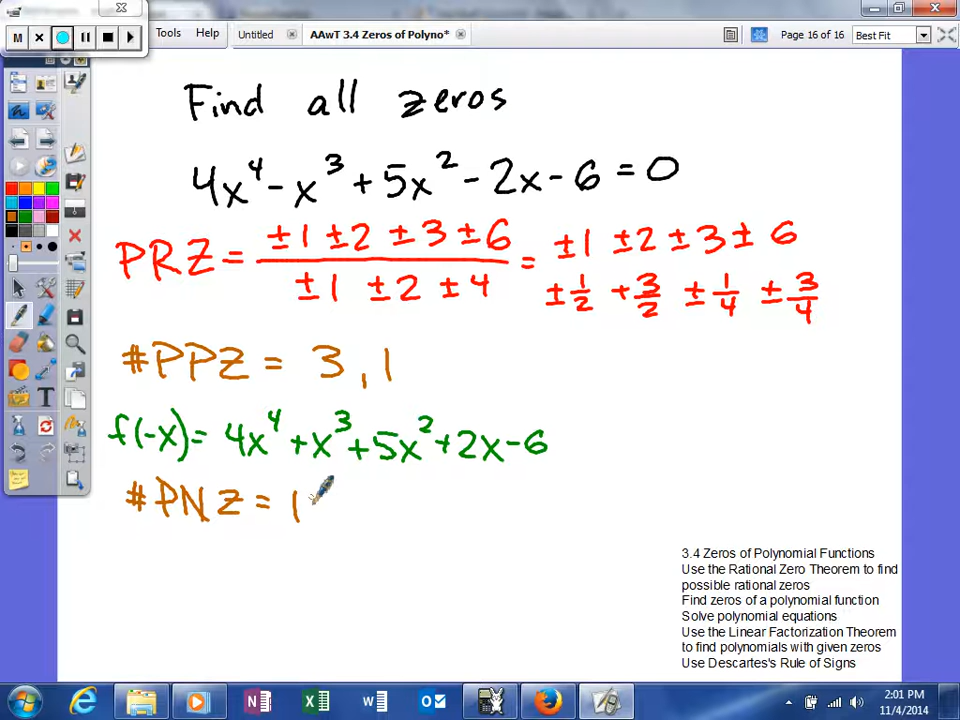 M
Tools Help Untitled AAwT 3.4 Zeros of Polyno* Page 16 of 16 Best Fit
Find all zeros
4x⁴ - x³ + 5x² - 2x - 6 = 0
PRZ = ±1 ±2 ±3 ±6 / ±1 ±2 ±4 = ±1 ±2 ±3 ± 6
±1/2 +3/2 ±1/4 ±3/4
#PPZ = 3, 1
f(-x) = 4x⁴ + x³ + 5x² + 2x - 6
#PNZ = 1
3.4 Zeros of Polynomial Functions
Use the Rational Zero Theorem to find
possible rational zeros
Find zeros of a polynomial function
Solve polynomial equations
Use the Linear Factorization Theorem
to find polynomials with given zeros
Use Descartes's Rule of Signs
2:01 PM
11/4/2014